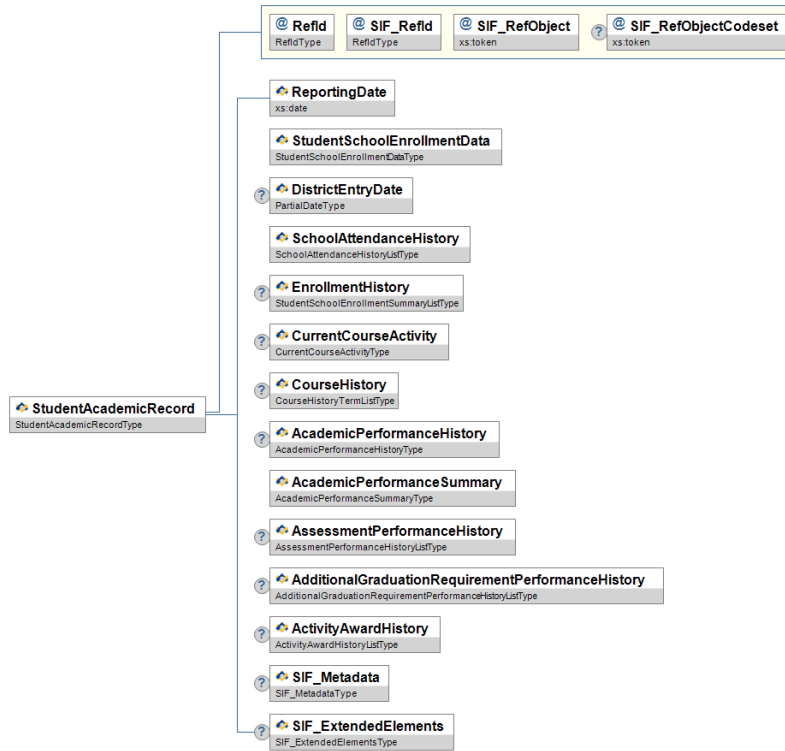 @ RefId
RefIdType
@ SIF_RefId
RefIdType
@ SIF_RefObject
xs:token
? @ SIF_RefObjectCodeset
xs:token
ReportingDate
xs:date
StudentSchoolEnrollmentData
StudentSchoolEnrollmentDataType
? DistrictEntryDate
PartialDateType
SchoolAttendanceHistory
SchoolAttendanceHistoryListType
? EnrollmentHistory
StudentSchoolEnrollmentSummaryListType
? CurrentCourseActivity
CurrentCourseActivityType
? CourseHistory
CourseHistoryTermListType
StudentAcademicRecord
StudentAcademicRecordType
? AcademicPerformanceHistory
AcademicPerformanceHistoryType
AcademicPerformanceSummary
AcademicPerformanceSummaryType
? AssessmentPerformanceHistory
AssessmentPerformanceHistoryListType
? AdditionalGraduationRequirementPerformanceHistory
AdditionalGraduationRequirementPerformanceHistoryListType
? ActivityAwardHistory
ActivityAwardHistoryListType
? SIF_Metadata
SIF_MetadataType
? SIF_ExtendedElements
SIF_ExtendedElementsType